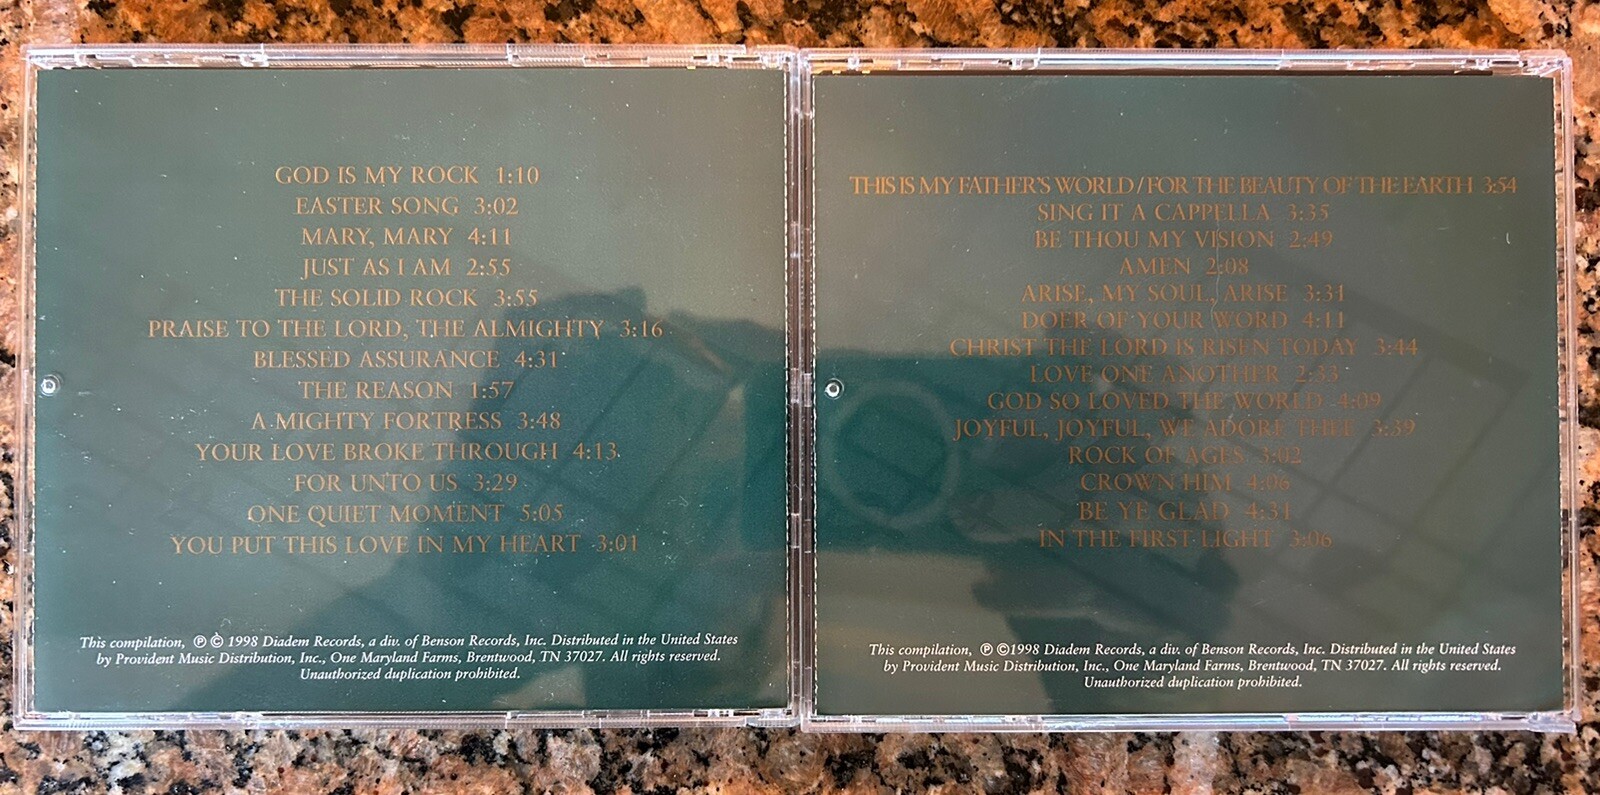 GOD IS MY ROCK 1:10
EASTER SONG 3:02
MARY, MARY 4:11
JUST AS I AM 2:55
THE SOLID ROCK 3:55
PRAISE TO THE LORD, THE ALMIGHTY 3:16
BLESSED ASSURANCE 4:31
THE REASON 1:57
A MIGHTY FORTRESS 3:48
YOUR LOVE BROKE THROUGH 4:13
FOR UNTO US 3:29
ONE QUIET MOMENT 5:05
YOU PUT THIS LOVE IN MY HEART 3:01
This compilation, ℗ © 1998 Diadem Records, a div. of Benson Records, Inc. Distributed in the United States
by Provident Music Distribution, Inc., One Maryland Farms, Brentwood, TN 37027. All rights reserved.
Unauthorized duplication prohibited.
THIS IS MY FATHER'S WORLD/FOR THE BEAUTY OF THE EARTH 3:54
SING IT A CAPPELLA 3:35
BE THOU MY VISION 2:49
AMEN 2:08
ARISE, MY SOUL, ARISE 3:31
DOER OF YOUR WORD 4:11
CHRIST THE LORD IS RISEN TODAY 3:44
LOVE ONE ANOTHER 2:33
GOD SO LOVED THE WORLD 4:09
JOYFUL, JOYFUL, WE ADORE THEE 3:39
ROCK OF AGES 3:02
CROWN HIM 4:06
BE YE GLAD 4:31
IN THE FIRST LIGHT 3:06
This compilation, ℗ ©1998 Diadem Records, a div. of Benson Records, Inc. Distributed in the United States
by Provident Music Distribution, Inc., One Maryland Farms, Brentwood, TN 37027. All rights reserved.
Unauthorized duplication prohibited.